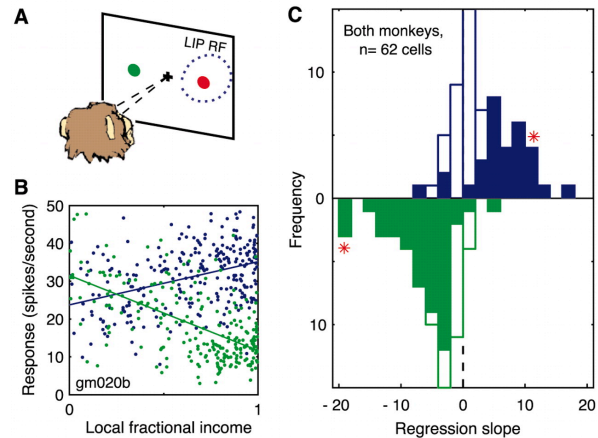 A
LIP RF
B
50
40
30
20
10
0
Response (spikes/second)
gm020b
0
1
Local fractional income
C
Both monkeys,
n= 62 cells
10
0
10
Frequency
- 20
- 10
0
10
20
Regression slope